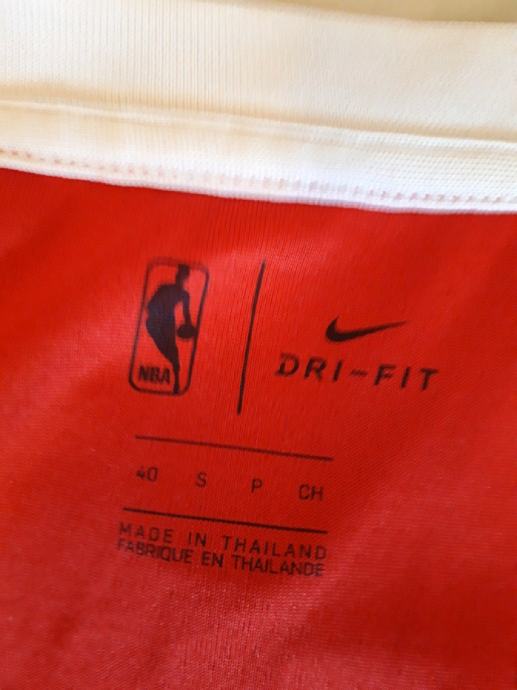 NBA
DRI-FIT
40 S P CH
MADE IN THAILAND
FABRIQUE EN THAILANDE